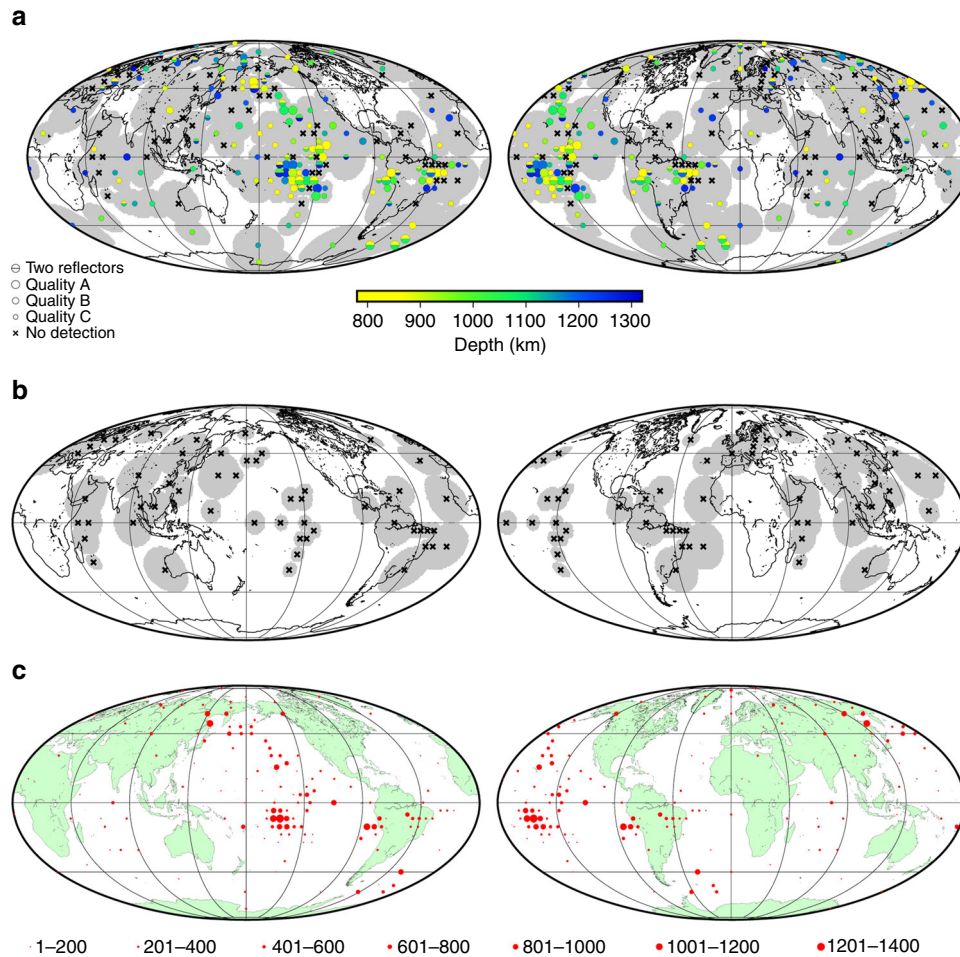 a
Two reflectors
Quality A
Quality B
Quality C
No detection
800 900 1000 1100 1200 1300
Depth (km)
b
c
1–200 201–400 401–600 601–800 801–1000 1001–1200 1201–1400